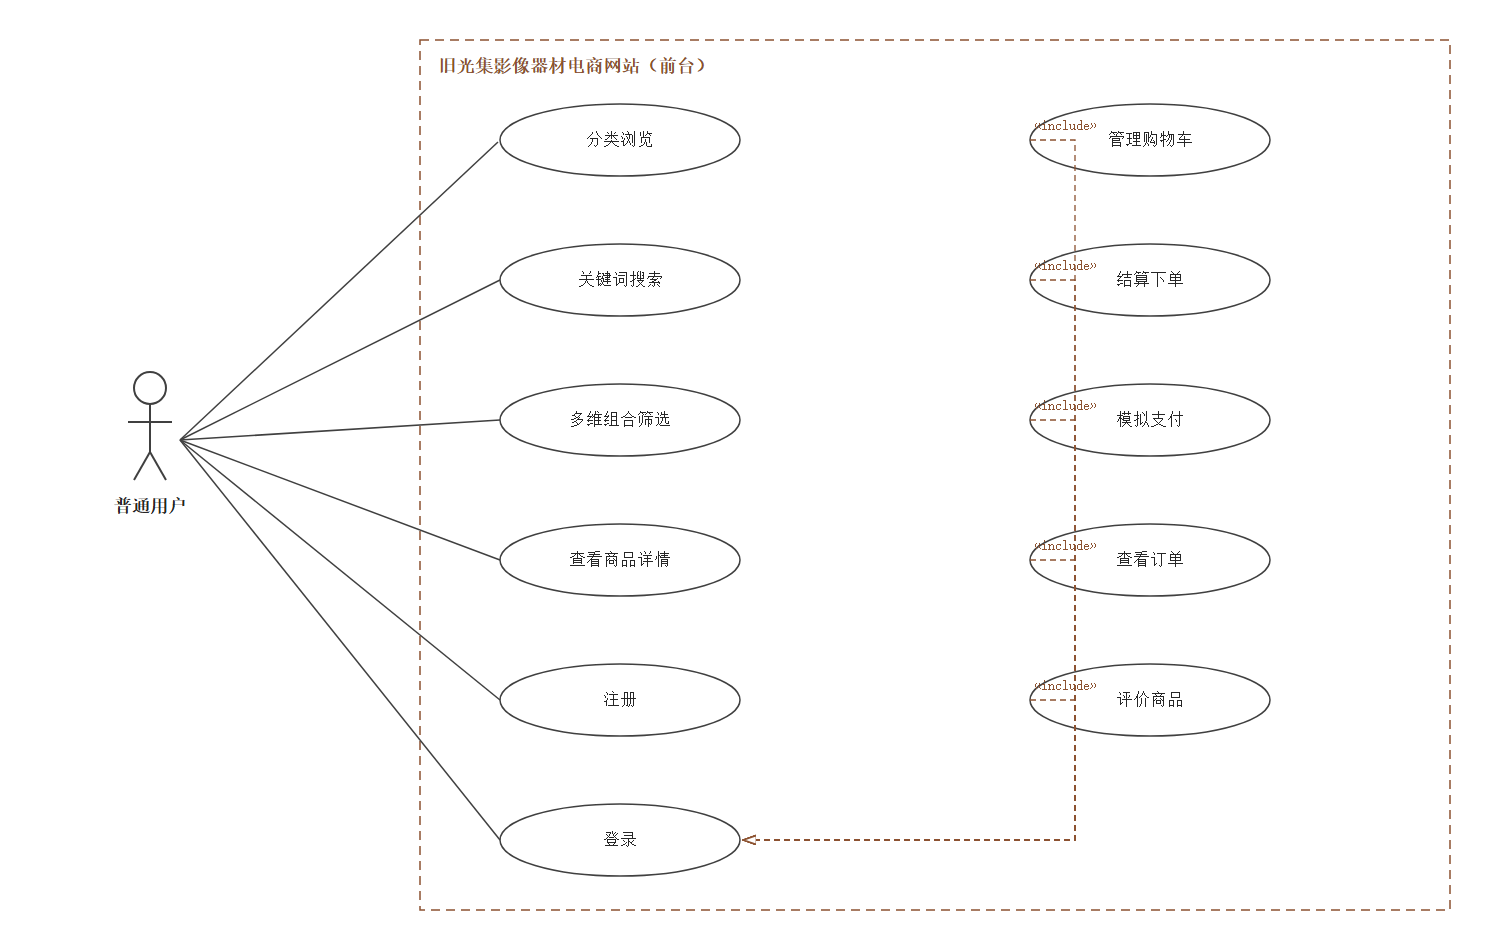 旧光集影像器材电商网站（前台）
分类浏览
«include»
管理购物车
关键词搜索
«include»
结算下单
多维组合筛选
«include»
模拟支付
普通用户
查看商品详情
«include»
查看订单
注册
«include»
评价商品
登录